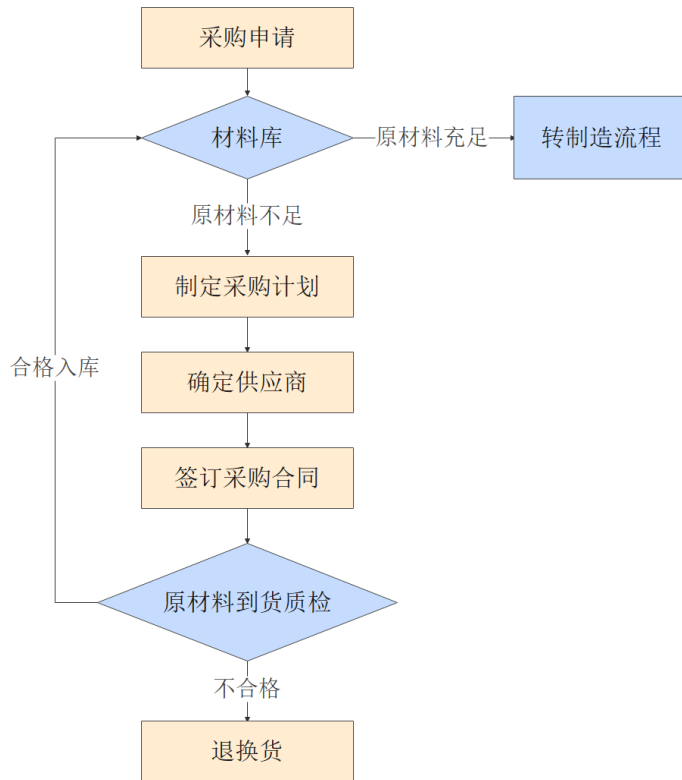 采购申请
材料库
原材料充足
转制造流程
原材料不足
制定采购计划
合格入库
确定供应商
签订采购合同
原材料到货质检
不合格
退换货